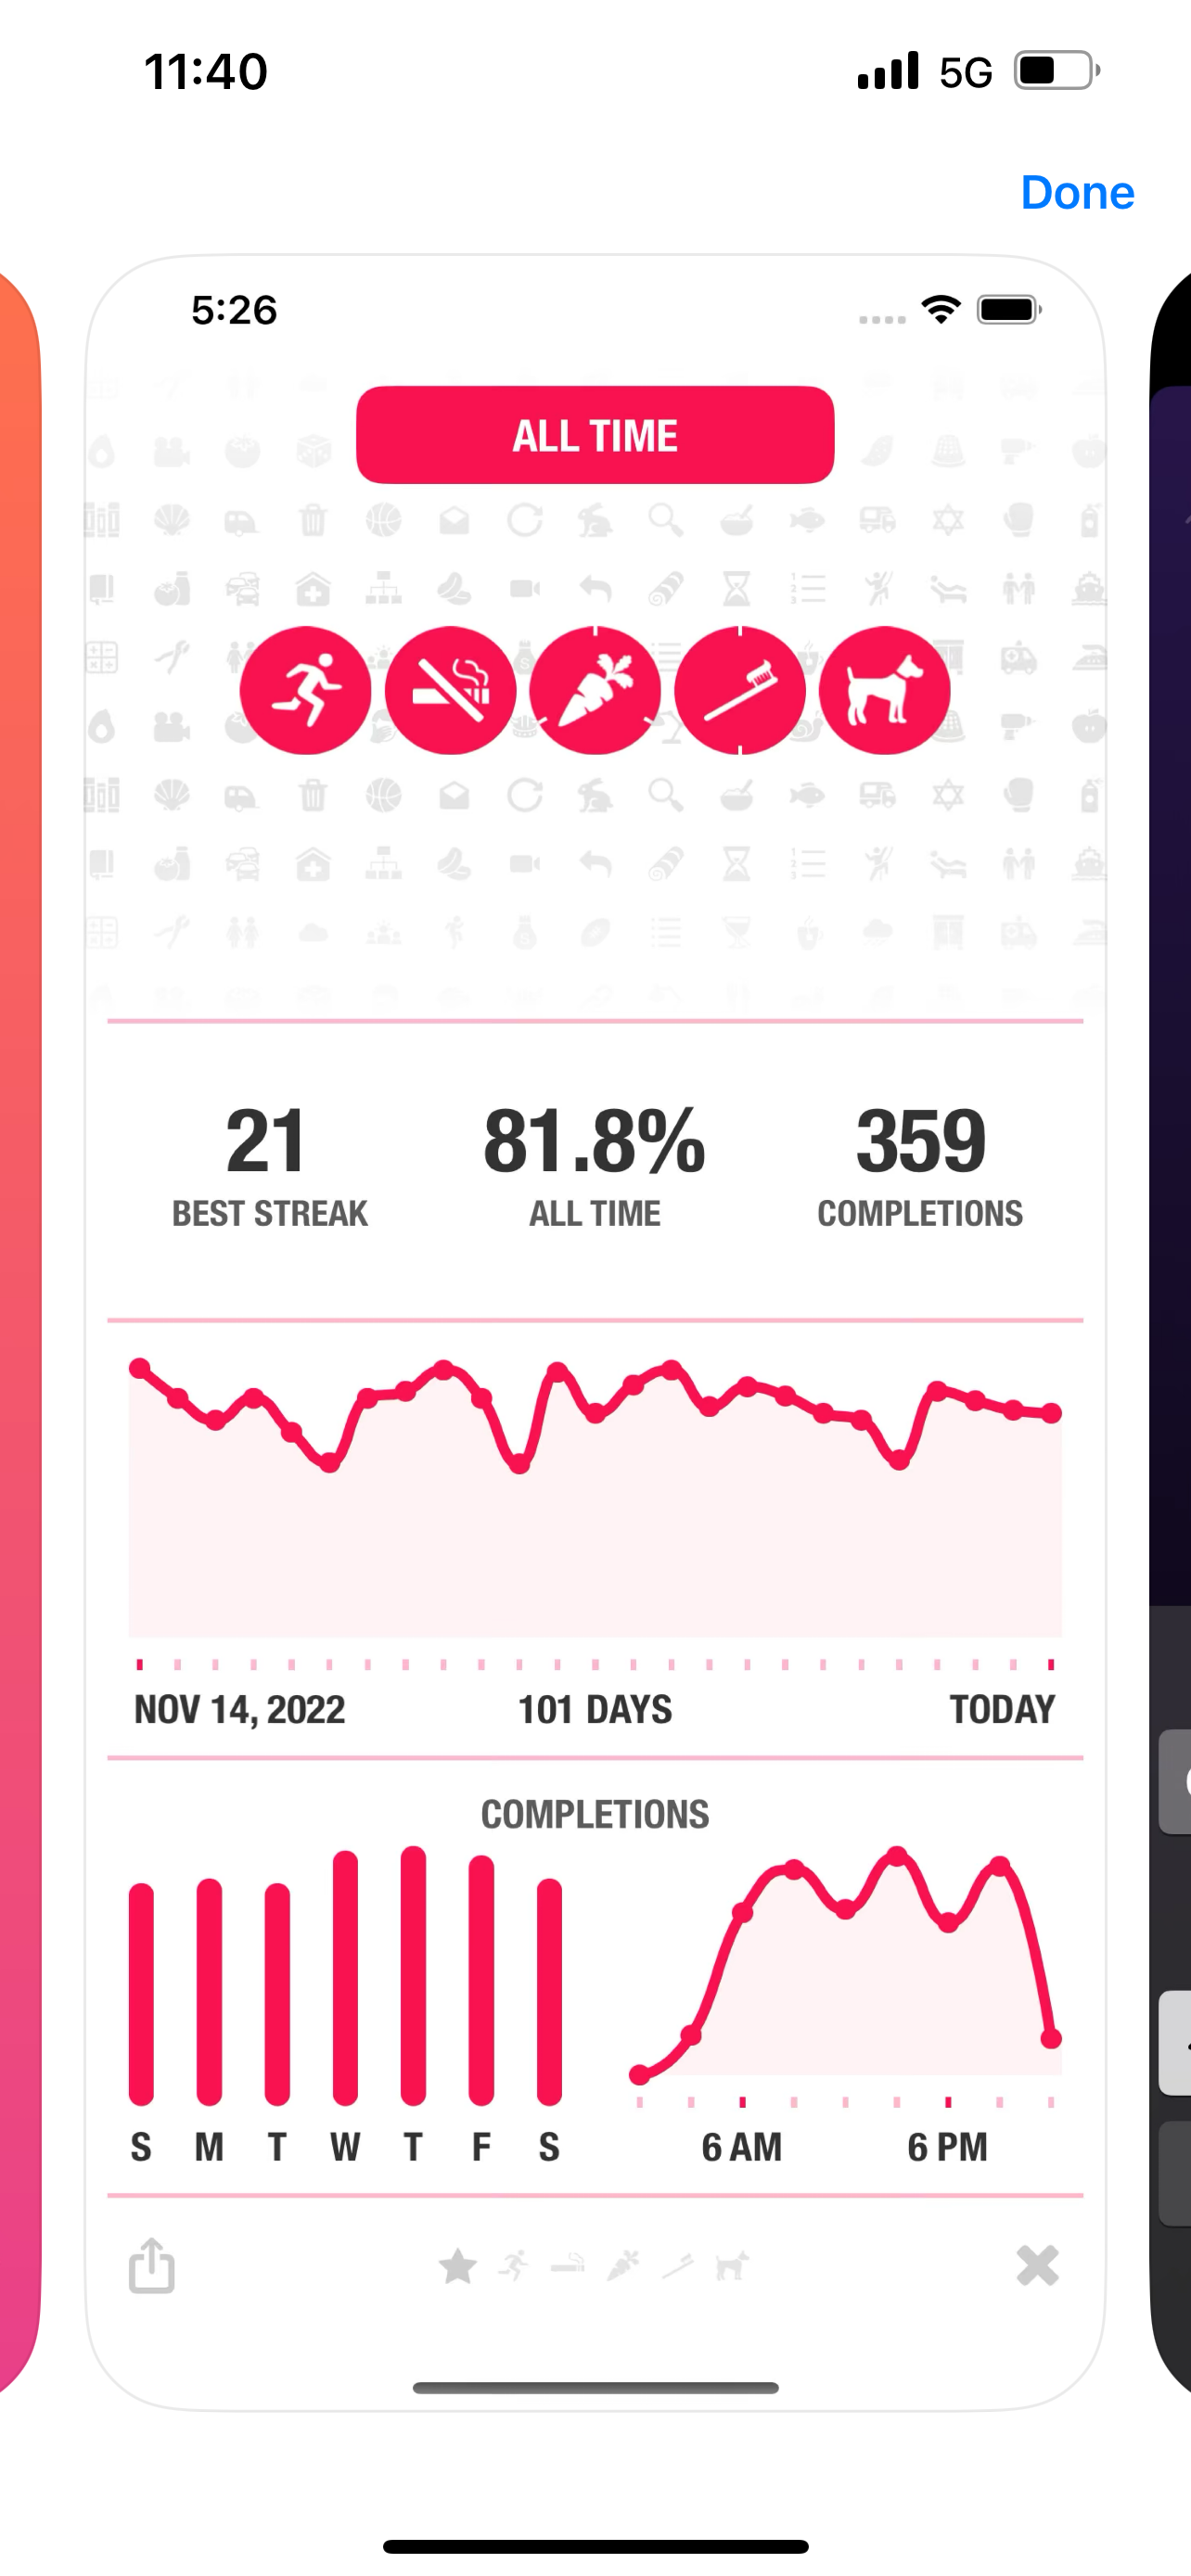 11:40
5G
Done
5:26
ALL TIME
21
81.8%
359
BEST STREAK
ALL TIME
COMPLETIONS
NOV 14, 2022
101 DAYS
TODAY
COMPLETIONS
S M T W T F S
6 AM
6 PM